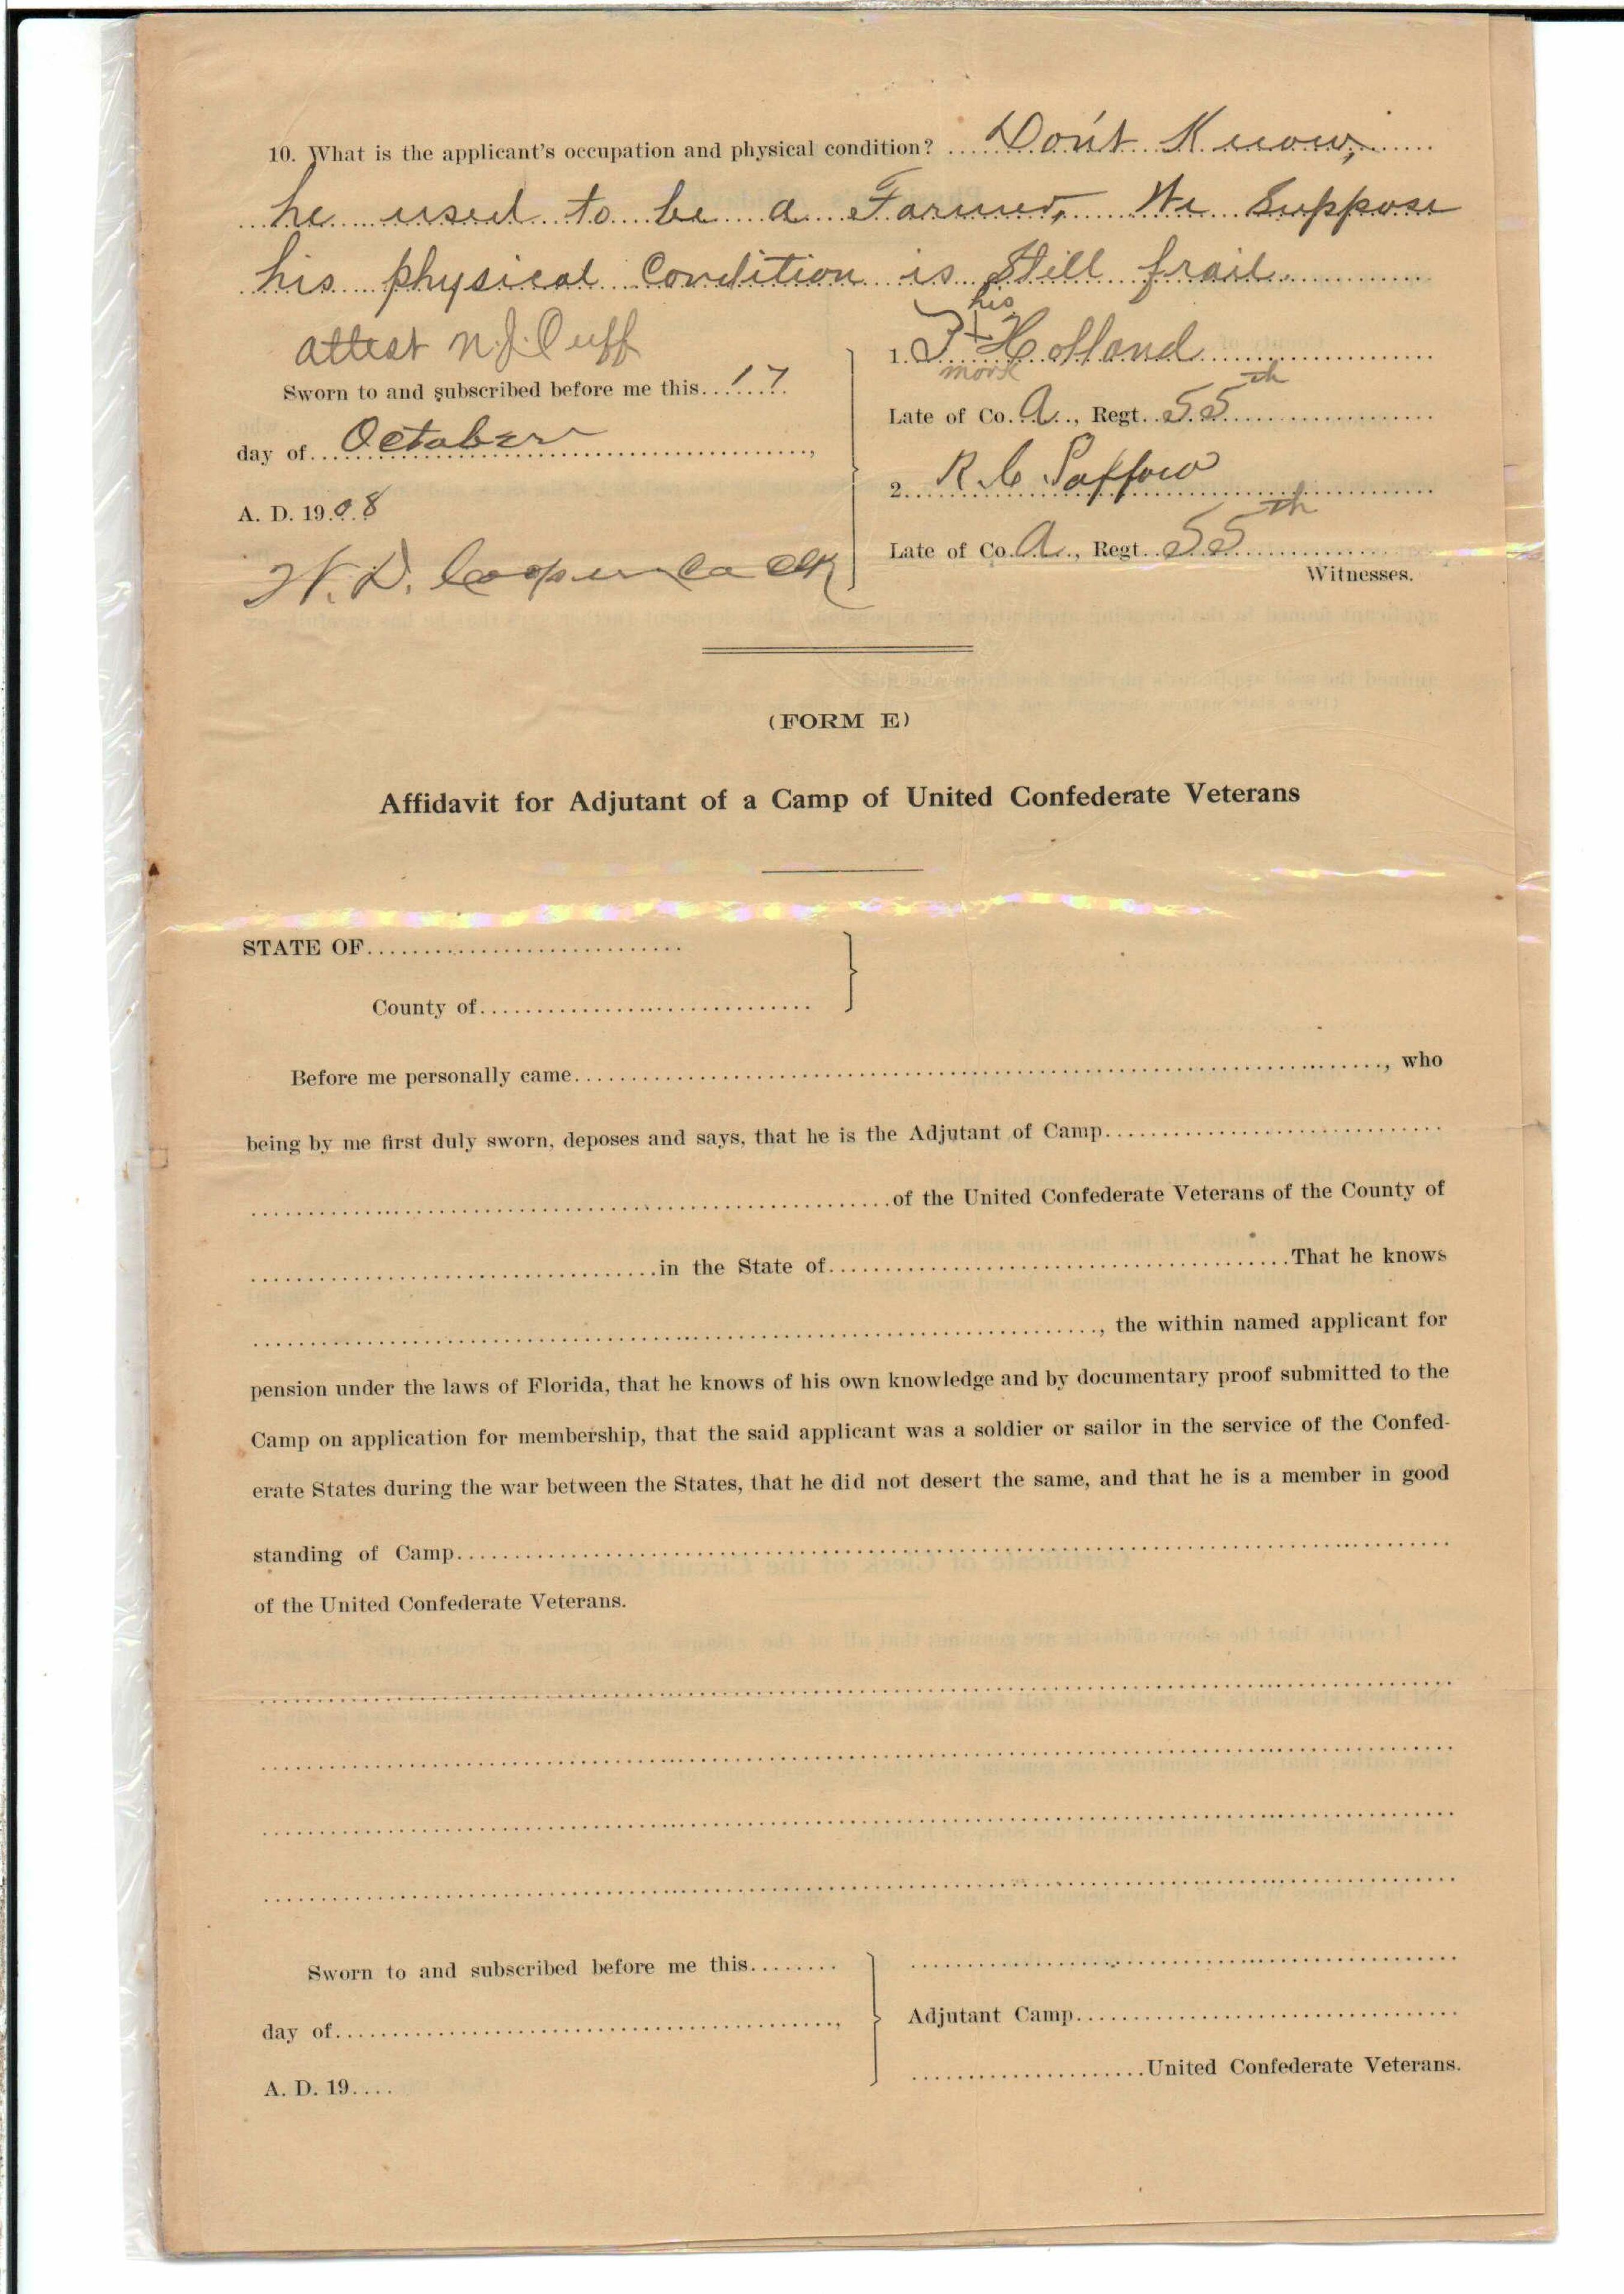 10. What is the applicant's occupation and physical condition? Don't Know,
he used to be a Farmer, We Suppose
his physical Condition is Still frail
attest N. J. Cuff
his
1. J + Holland
mark
Sworn to and subscribed before me this 17
Late of Co. A., Regt. 55th
day of October,
2. R. C.
A. D. 1908
Late of Co. A., Regt. 55th
W. D.
Witnesses.
(FORM E)
Affidavit for Adjutant of a Camp of United Confederate Veterans
STATE OF
County of
Before me personally came, who
being by me first duly sworn, deposes and says, that he is the Adjutant of Camp
of the United Confederate Veterans of the County of
in the State of That he knows
, the within named applicant for
pension under the laws of Florida, that he knows of his own knowledge and by documentary proof submitted to the
Camp on application for membership, that the said applicant was a soldier or sailor in the service of the Confed-
erate States during the war between the States, that he did not desert the same, and that he is a member in good
standing of Camp
of the United Confederate Veterans.
Sworn to and subscribed before me this
day of,
Adjutant Camp
United Confederate Veterans.
A. D. 19